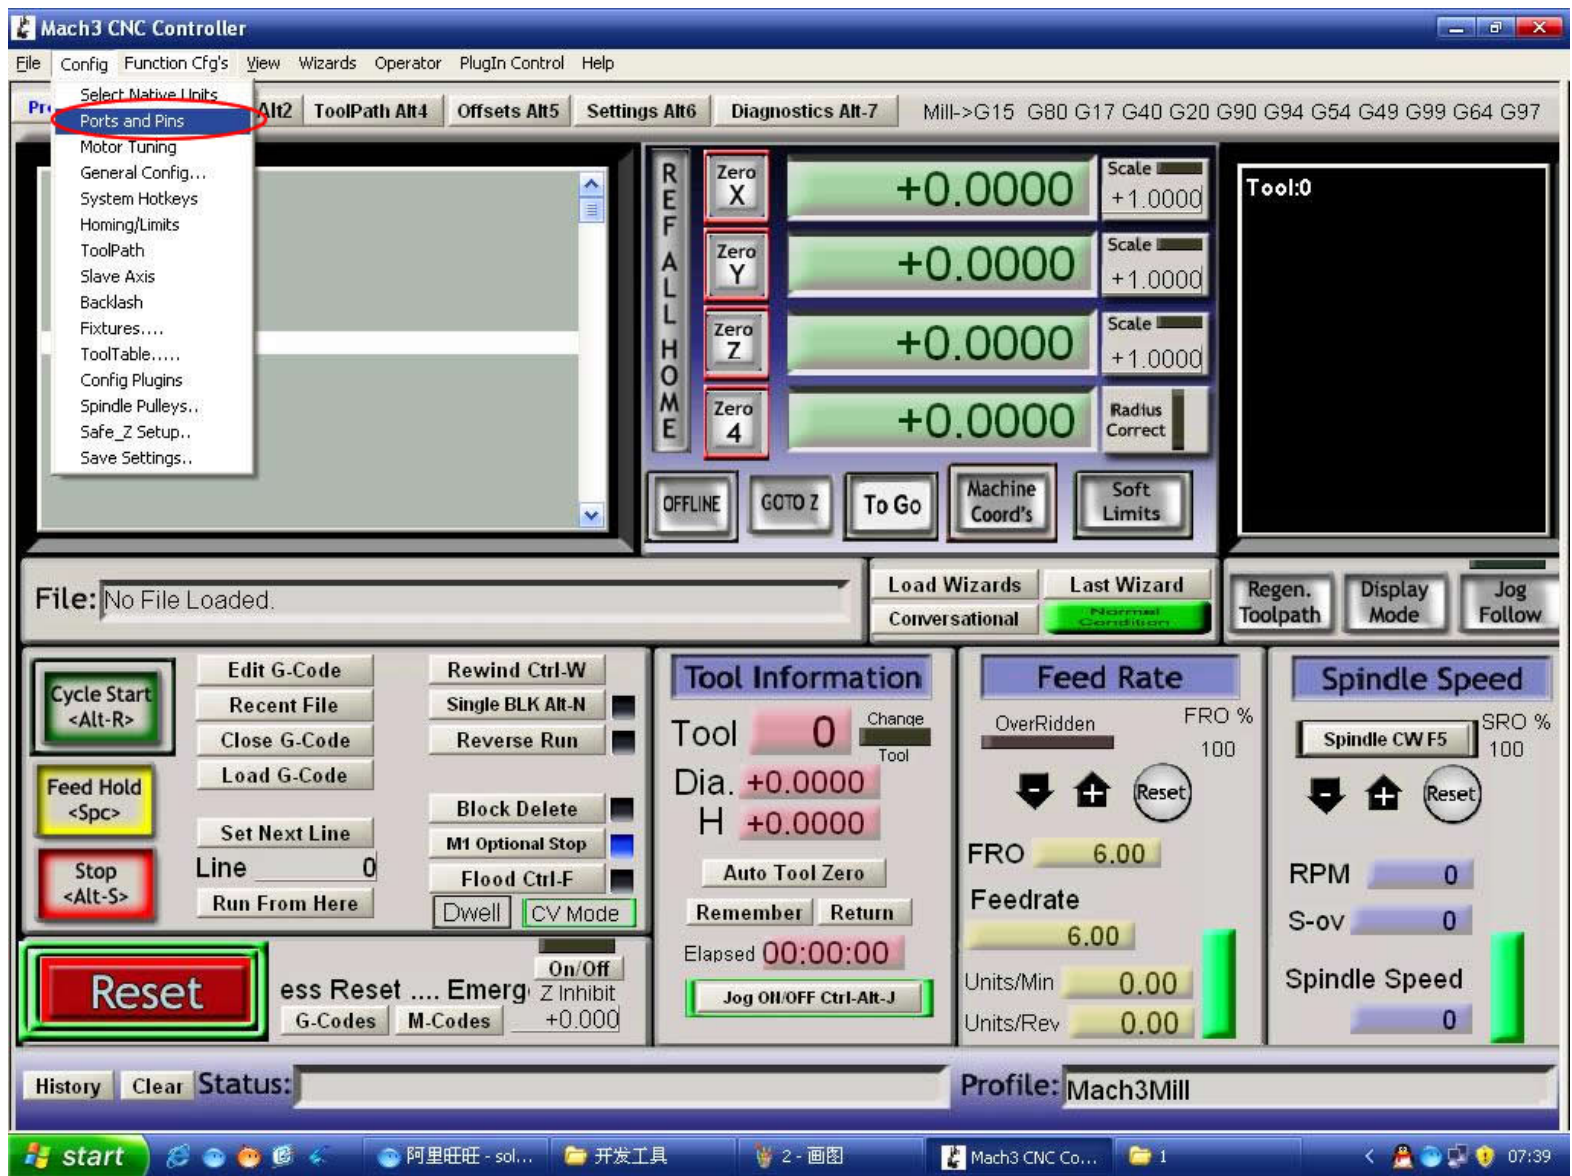 Mach3 CNC Controller
File Config Function Cfg's View Wizards Operator PlugIn Control Help
Alt2 ToolPath Alt4 Offsets Alt5 Settings Alt6 Diagnostics Alt-7 Mill->G15 G80 G17 G40 G20 G90 G94 G54 G49 G99 G64 G97
Select Native Units
Ports and Pins
Motor Tuning
General Config...
System Hotkeys
Homing/Limits
ToolPath
Slave Axis
Backlash
Fixtures....
ToolTable.....
Config Plugins
Spindle Pulleys..
Safe_Z Setup..
Save Settings..
REF ALL HOME
Zero X +0.0000 Scale +1.0000
Zero Y +0.0000 Scale +1.0000
Zero Z +0.0000 Scale +1.0000
Zero 4 +0.0000 Radius Correct
OFFLINE GOTO Z To Go Machine Coord's Soft Limits
Tool:0
File: No File Loaded.
Load Wizards Last Wizard
Conversational Normal Condition
Regen. Toolpath Display Mode Jog Follow
Cycle Start <Alt-R>
Feed Hold <Spc>
Stop <Alt-S>
Edit G-Code
Recent File
Close G-Code
Load G-Code
Set Next Line
Line 0
Run From Here
Rewind Ctrl-W
Single BLK Alt-N
Reverse Run
Block Delete
M1 Optional Stop
Flood Ctrl-F
Dwell CV Mode
Reset
ess Reset .... Emerg
G-Codes M-Codes
On/Off
Z Inhibit
+0.000
Tool Information
Tool 0 Change Tool
Dia. +0.0000
H +0.0000
Auto Tool Zero
Remember Return
Elapsed 00:00:00
Jog ON/OFF Ctrl-Alt-J
Feed Rate
OverRidden FRO %
100
Reset
FRO 6.00
Feedrate
6.00
Units/Min 0.00
Units/Rev 0.00
Spindle Speed
Spindle CW F5 SRO %
100
Reset
RPM 0
S-ov 0
Spindle Speed
0
History Clear Status: Profile: Mach3Mill
start 阿里旺旺 - sol... 开发工具 2 - 画图 Mach3 CNC Co... 1 07:39